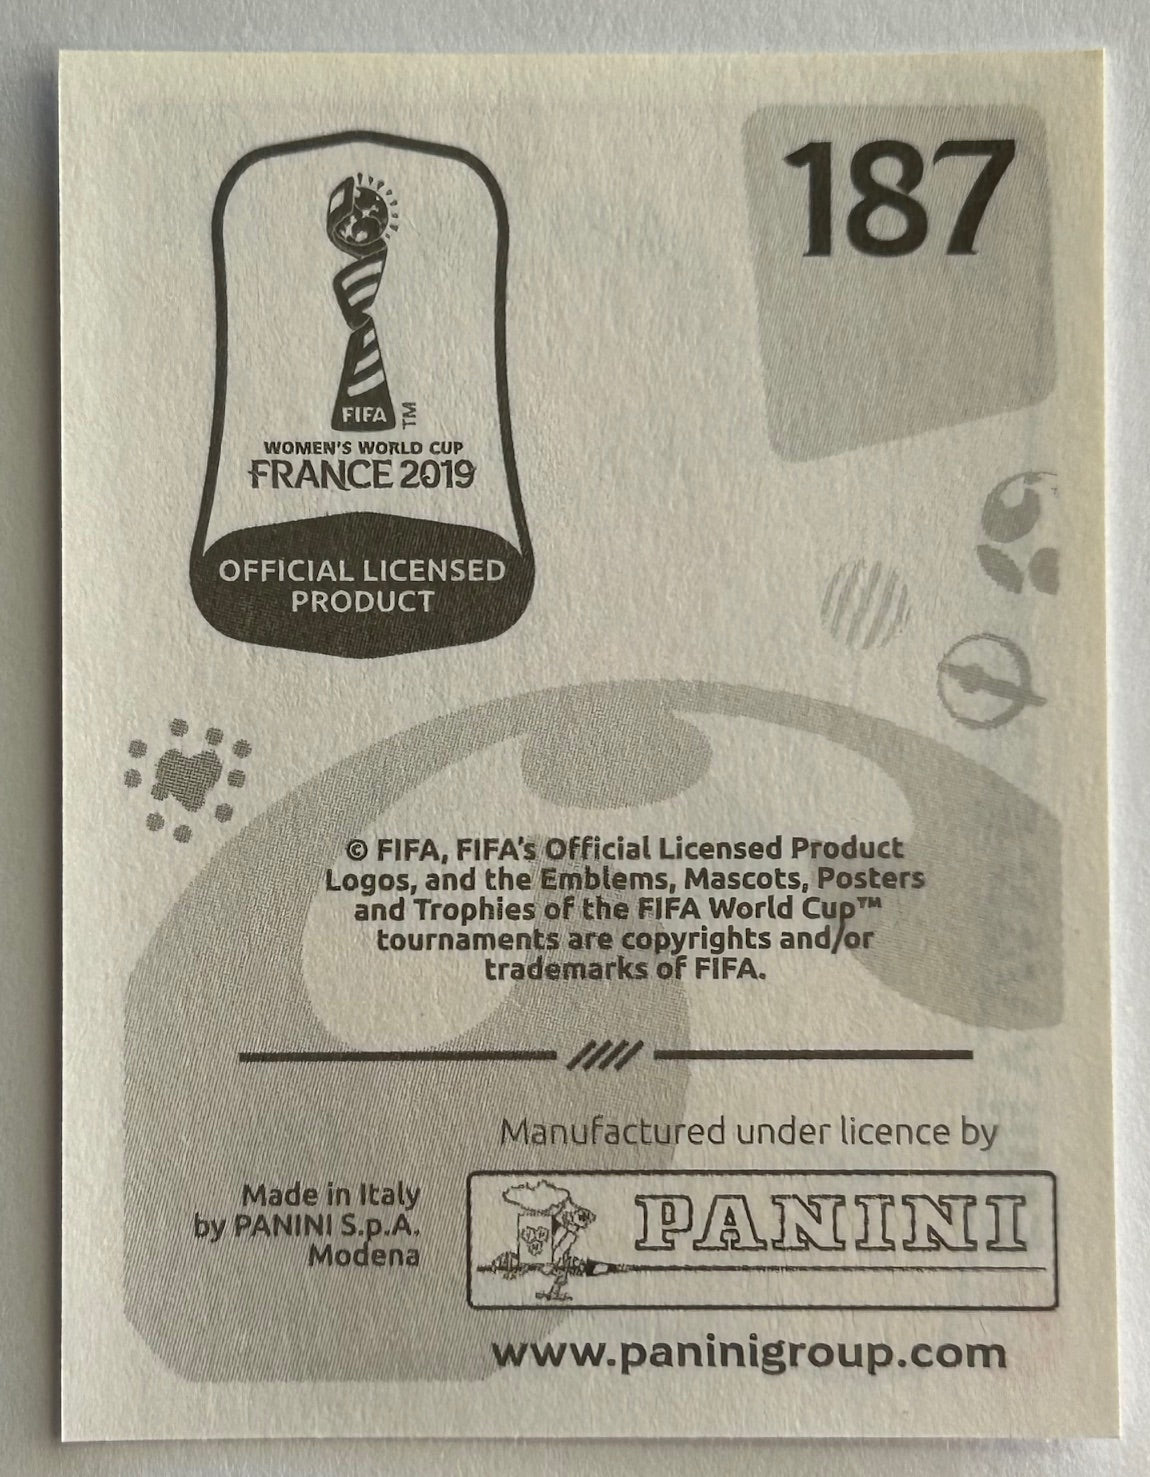 187
FIFA
TM
WOMEN'S WORLD CUP
FRANCE 2019
OFFICIAL LICENSED
PRODUCT
© FIFA, FIFA's Official Licensed Product
Logos, and the Emblems, Mascots, Posters
and Trophies of the FIFA World Cup™
tournaments are copyrights and/or
trademarks of FIFA.
Manufactured under licence by
Made in Italy
by PANINI S.p.A.
Modena
PANINI
www.paninigroup.com